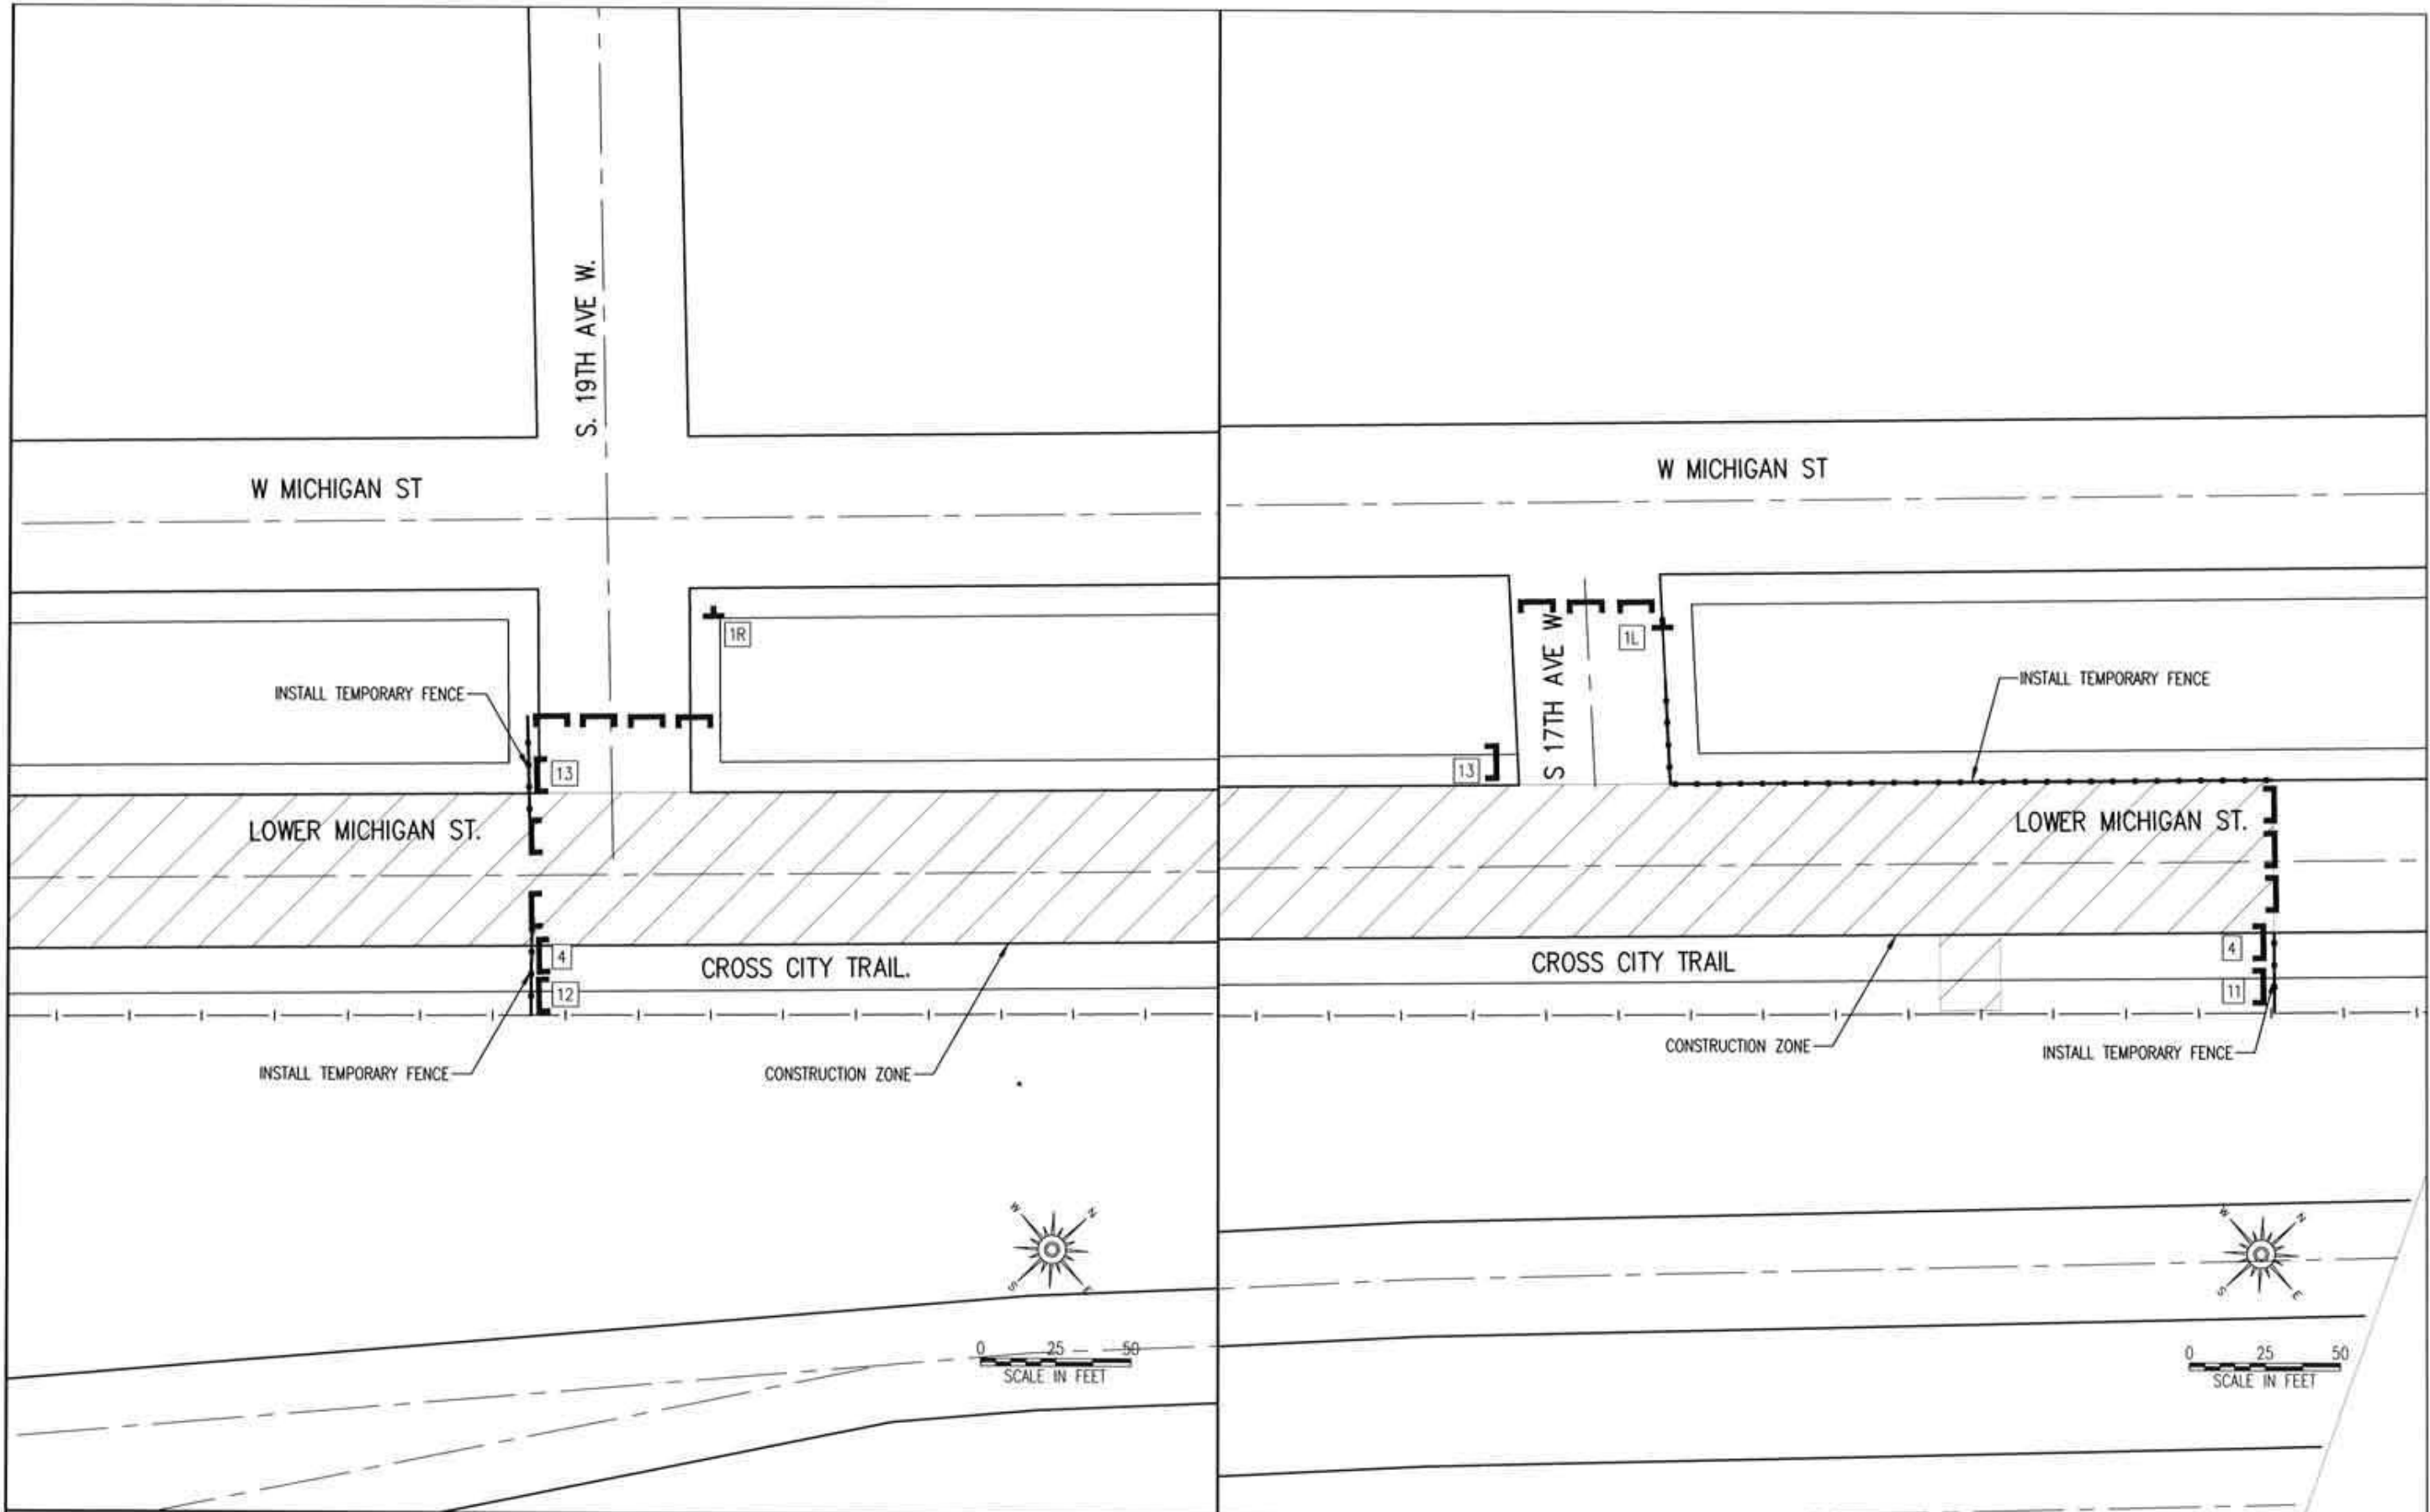 S. 19TH AVE W.
W MICHIGAN ST
1R
INSTALL TEMPORARY FENCE
13
LOWER MICHIGAN ST.
4
CROSS CITY TRAIL.
12
INSTALL TEMPORARY FENCE
CONSTRUCTION ZONE
W
N
S
E
0 25 50
SCALE IN FEET
W MICHIGAN ST
1L
S 17TH AVE W
INSTALL TEMPORARY FENCE
13
LOWER MICHIGAN ST.
4
CROSS CITY TRAIL
11
CONSTRUCTION ZONE
INSTALL TEMPORARY FENCE
W
N
S
E
0 25 50
SCALE IN FEET